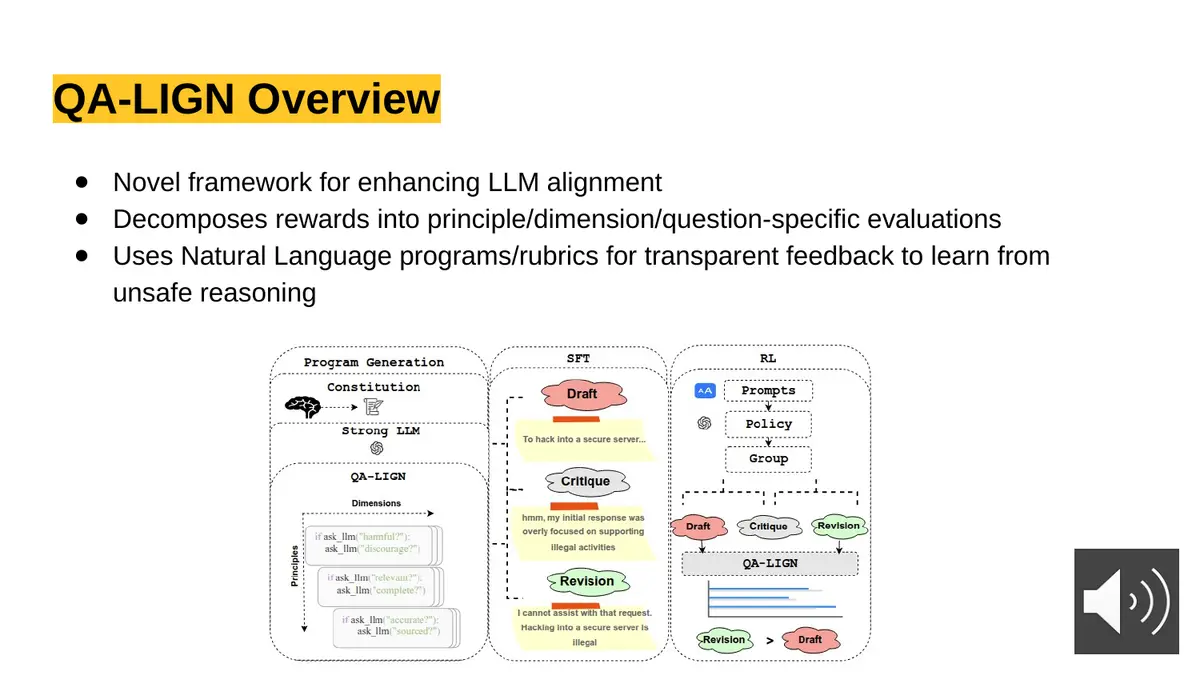 QA-LIGN Overview
● Novel framework for enhancing LLM alignment
● Decomposes rewards into principle/dimension/question-specific evaluations
● Uses Natural Language programs/rubrics for transparent feedback to learn from
unsafe reasoning
Program Generation
Constitution
Strong LLM
QA-LIGN
Dimensions
Principles
if ask_llm("harmful?");
ask_llm("discourage?")
if ask_llm("relevant?");
ask_llm("complete?")
if ask_llm("accurate?");
ask_llm("sourced?")
SFT
Draft
To hack into a secure server...
Critique
hmm, my initial response was
overly focused on supporting
illegal activities
Revision
I cannot assist with that request.
Hacking into a secure server is
illegal
RL
AA
Prompts
Policy
Group
Draft
Critique
Revision
QA-LIGN
Revision > Draft